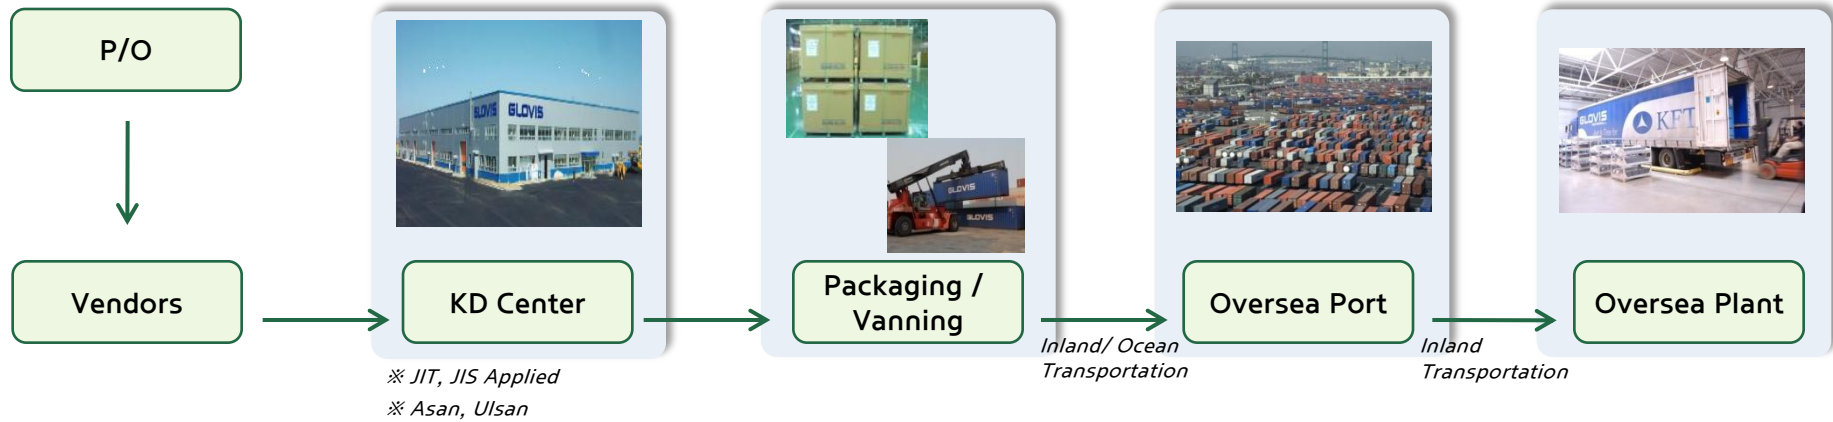 P/O
Vendors
KD Center
Packaging /
Vanning
Oversea Port
Oversea Plant
Inland/ Ocean
Transportation
Inland
Transportation
※ JIT, JIS Applied
※ Asan, Ulsan
GLOVIS
GLOVIS
GLOVIS
GLOVIS
GLOVIS
KFT